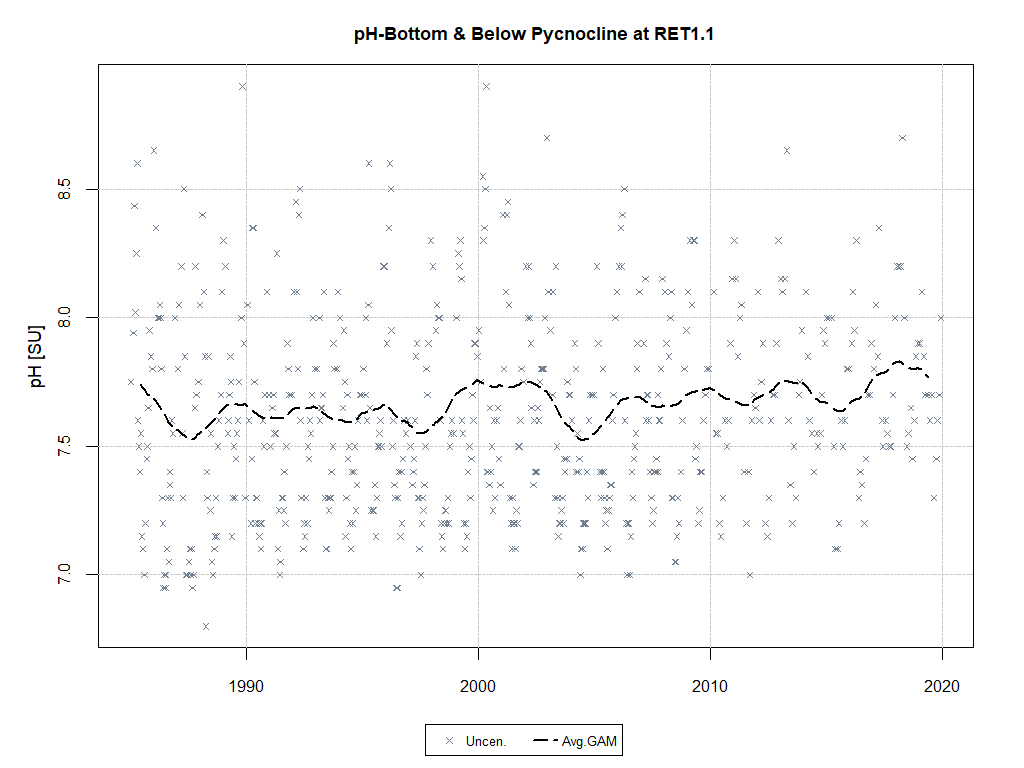 pH-Bottom & Below Pycnocline at RET1.1
pH [SU]
8.5
8.0
7.5
7.0
1990
2000
2010
2020
Uncen.
Avg.GAM